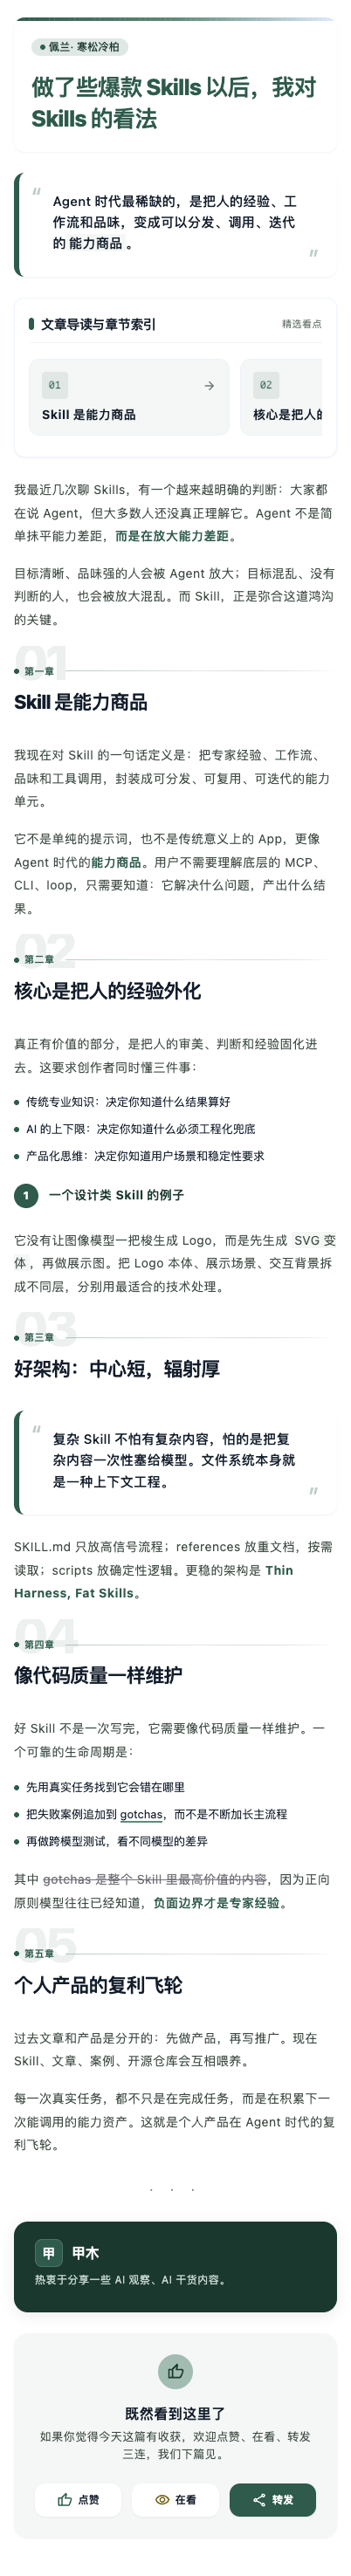 佩兰· 寒松冷柏
做了些爆款 Skills 以后，我对
Skills 的看法
“
Agent 时代最稀缺的，是把人的经验、工
作流和品味，变成可以分发、调用、迭代
的 能力商品 。
”
文章导读与章节索引
精选看点
01
→
Skill 是能力商品
02
核心是把人的
我最近几次聊 Skills，有一个越来越明确的判断：大家都
在说 Agent，但大多数人还没真正理解它。Agent 不是简
单抹平能力差距，而是在放大能力差距。
目标清晰、品味强的人会被 Agent 放大；目标混乱、没有
判断的人，也会被放大混乱。而 Skill，正是弥合这道鸿沟
的关键。
01
第一章
Skill 是能力商品
我现在对 Skill 的一句话定义是：把专家经验、工作流、
品味和工具调用，封装成可分发、可复用、可迭代的能力
单元。
它不是单纯的提示词，也不是传统意义上的 App，更像
Agent 时代的能力商品。用户不需要理解底层的 MCP、
CLI、loop，只需要知道：它解决什么问题，产出什么结
果。
02
第二章
核心是把人的经验外化
真正有价值的部分，是把人的审美、判断和经验固化进
去。这要求创作者同时懂三件事：
传统专业知识：决定你知道什么结果算好
AI 的上下限：决定你知道什么必须工程化兜底
产品化思维：决定你知道用户场景和稳定性要求
1 一个设计类 Skill 的例子
它没有让图像模型一把梭生成 Logo，而是先生成 SVG 变
体 ，再做展示图。把 Logo 本体、展示场景、交互背景拆
成不同层，分别用最适合的技术处理。
03
第三章
好架构：中心短，辐射厚
“
复杂 Skill 不怕有复杂内容，怕的是把复
杂内容一次性塞给模型。文件系统本身就
是一种上下文工程。
”
SKILL.md 只放高信号流程；references 放重文档，按需
读取；scripts 放确定性逻辑。更稳的架构是 Thin
Harness, Fat Skills。
04
第四章
像代码质量一样维护
好 Skill 不是一次写完，它需要像代码质量一样维护。一
个可靠的生命周期是：
先用真实任务找到它会错在哪里
把失败案例追加到 gotchas，而不是不断加长主流程
再做跨模型测试，看不同模型的差异
其中 gotchas 是整个 Skill 里最高价值的内容，因为正向
原则模型往往已经知道，负面边界才是专家经验。
05
第五章
个人产品的复利飞轮
过去文章和产品是分开的：先做产品，再写推广。现在
Skill、文章、案例、开源仓库会互相喂养。
每一次真实任务，都不只是在完成任务，而是在积累下一
次能调用的能力资产。这就是个人产品在 Agent 时代的复
利飞轮。
· · ·
甲 甲木
热衷于分享一些 AI 观察、AI 干货内容。
既然看到这里了
如果你觉得今天这篇有收获，欢迎点赞、在看、转发
三连，我们下篇见。
点赞
在看
转发